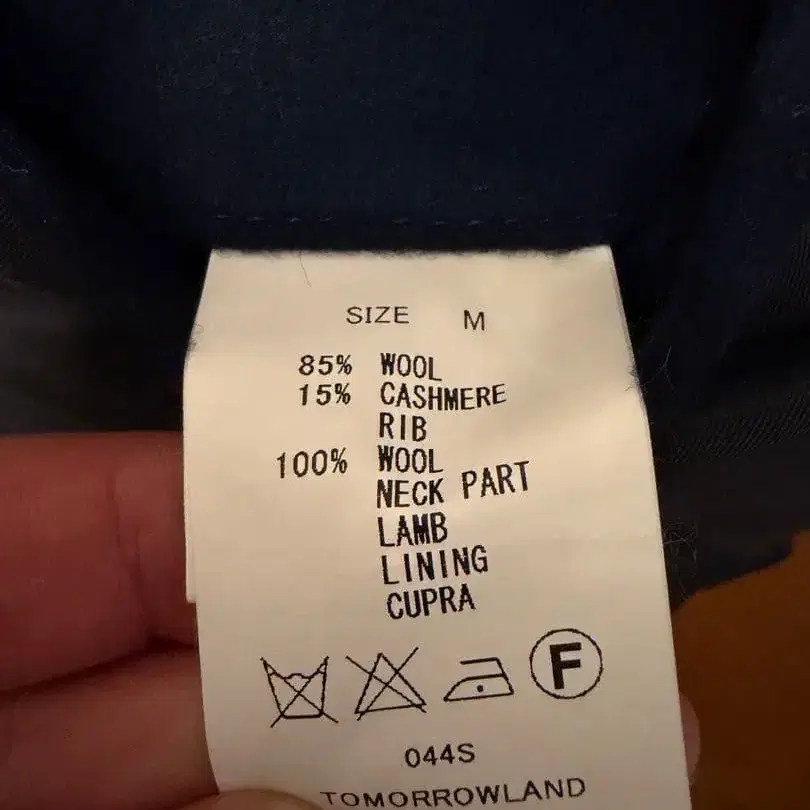 SIZE M
85% WOOL
15% CASHMERE
RIB
100% WOOL
NECK PART
LAMB
LINING
CUPRA
F
044S
TOMORROWLAND